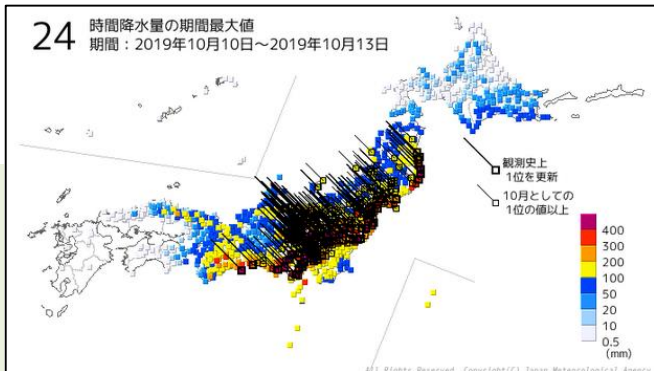 24 時間降水量の期間最大値
期間：2019年10月10日～2019年10月13日
観測史上
1位を更新
10月としての
1位の値以上
400
300
200
100
50
20
10
0.5
(mm)
All Rights Reserved. Copyright(C) Japan Meteorological Agency